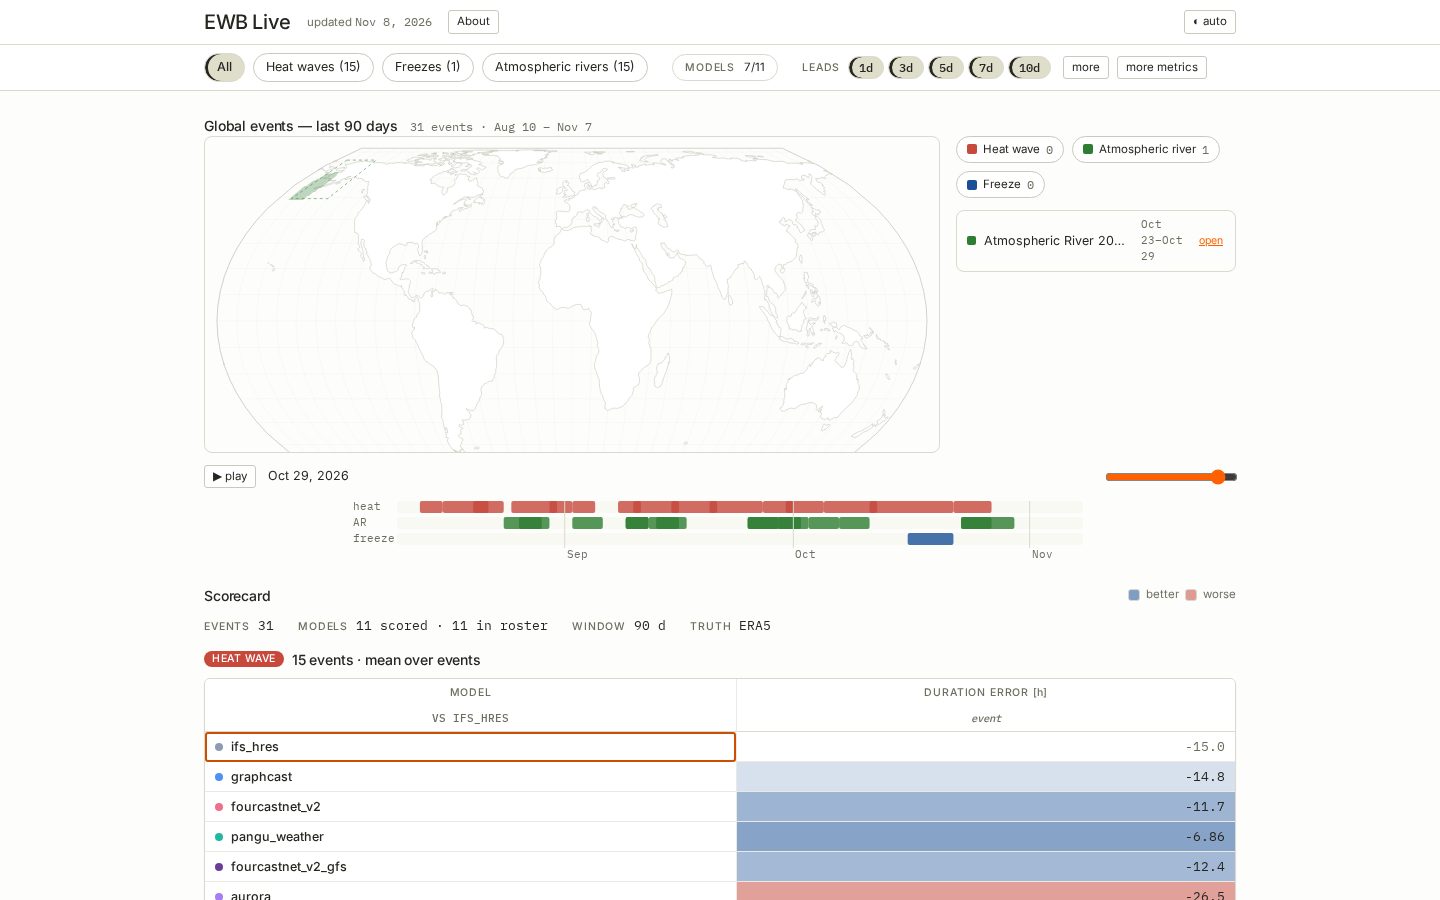 EWB Live updated Nov 8, 2026 About auto
All Heat waves (15) Freezes (1) Atmospheric rivers (15) MODELS 7/11 LEADS 1d 3d 5d 7d 10d more more metrics
Global events — last 90 days 31 events · Aug 10 – Nov 7
Heat wave 0 Atmospheric river 1
Freeze 0
Atmospheric River 20... Oct 23–Oct 29 open
▶ play Oct 29, 2026
heat
AR
freeze
Sep Oct Nov
Scorecard better worse
EVENTS 31 MODELS 11 scored · 11 in roster WINDOW 90 d TRUTH ERA5
HEAT WAVE 15 events · mean over events
MODEL DURATION ERROR [h]
VS IFS_HRES event
ifs_hres -15.0
graphcast -14.8
fourcastnet_v2 -11.7
pangu_weather -6.86
fourcastnet_v2_gfs -12.4
aurora -26.5